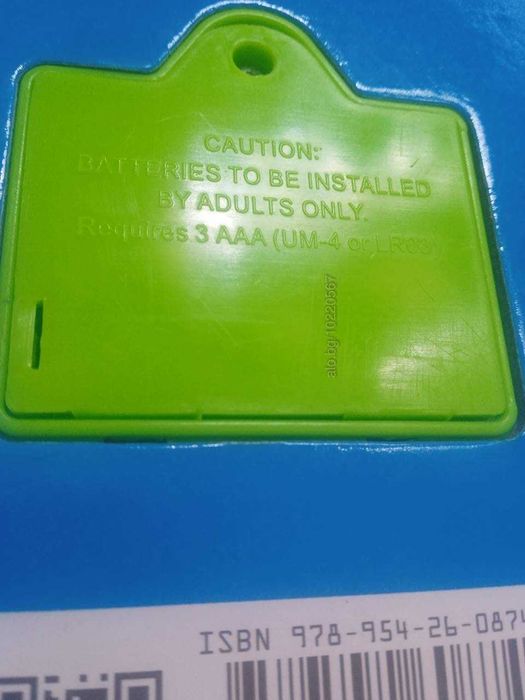 CAUTION:
BATTERIES TO BE INSTALLED
BY ADULTS ONLY.
Requires 3 AAA (UM-4 or LR03)
alo.bg/10220567
ISBN 978-954-26-0874